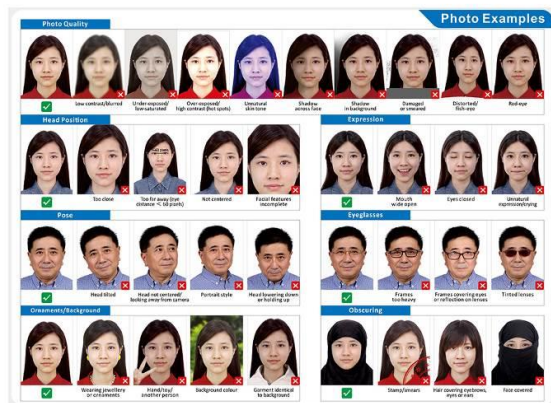 Photo Examples
Photo Quality
Low contrast/blurred
Under-exposed/
low-saturated
Over-exposed/
high contrast (hot spots)
Unnatural
skin tone
Shadow
across face
Shadow
in background
Damaged
or smeared
Distorted/
fish-eye
Red-eye
Head Position
Too close
Too far away (eye
distance < 60 pixels)
Not centered
Facial features
incomplete
Expression
Mouth
wide open
Eyes closed
Unnatural
expression/crying
Pose
Head tilted
Head not centered/
looking away from camera
Portrait style
Head lowering down
or holding up
Eyeglasses
Frames
too heavy
Frames covering eyes
or reflection on lenses
Tinted lenses
Ornaments/Background
Wearing jewellery
or ornaments
Hand/toy/
another person
Background colour
Garment identical
to background
Obscuring
Stamp/smears
Hair covering eyebrows,
eyes or ears
Face covered